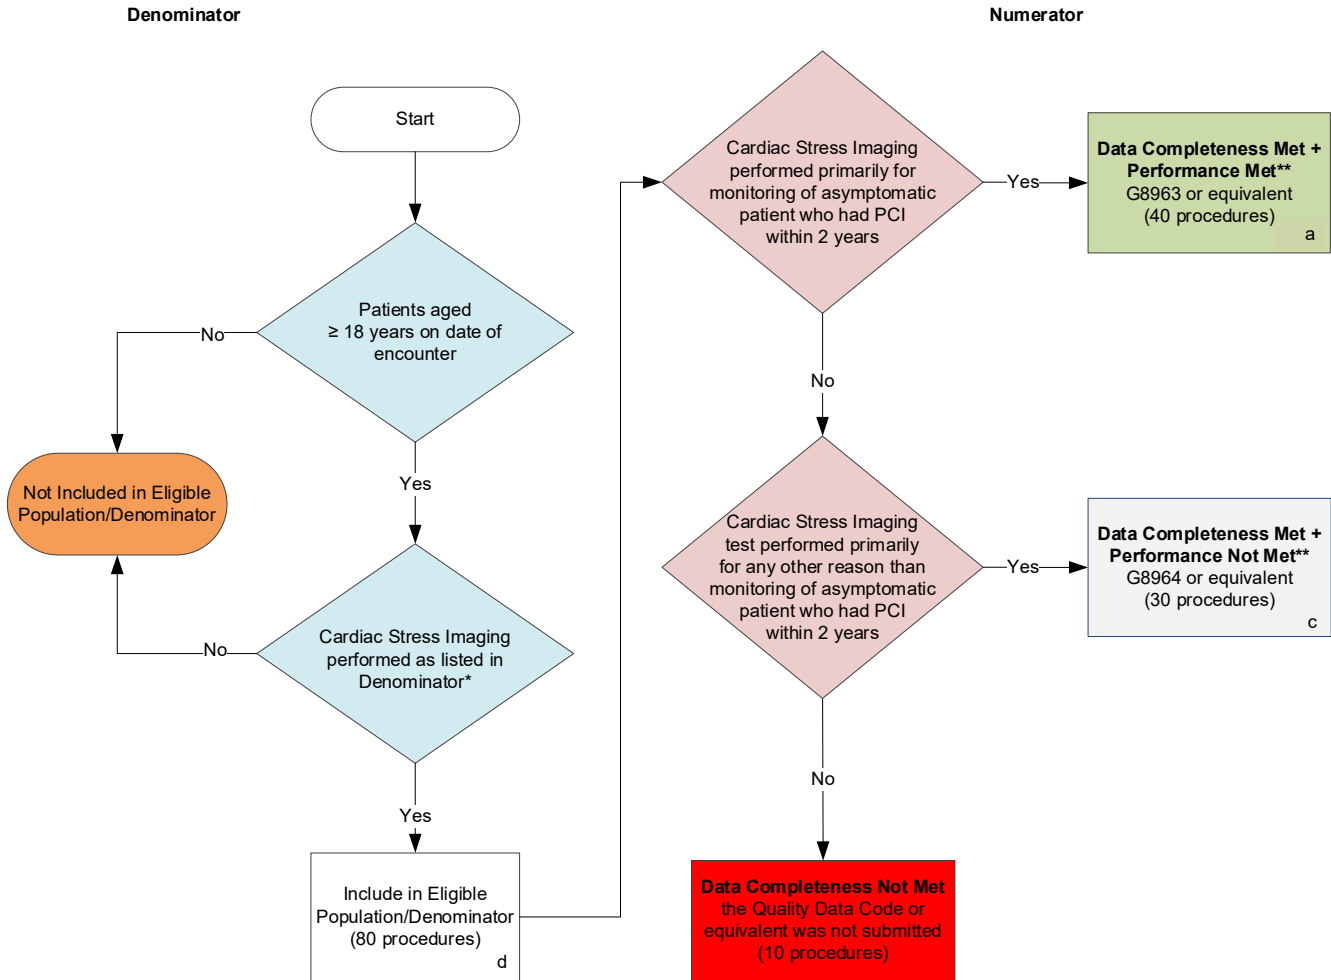 Denominator
Numerator
Start
Patients aged
≥ 18 years on date of
encounter
No
Yes
Not Included in Eligible
Population/Denominator
Cardiac Stress Imaging
performed as listed in
Denominator*
No
Yes
Include in Eligible
Population/Denominator
(80 procedures)
d
Cardiac Stress Imaging
performed primarily for
monitoring of asymptomatic
patient who had PCI
within 2 years
Yes
Data Completeness Met +
Performance Met**
G8963 or equivalent
(40 procedures)
a
No
Cardiac Stress Imaging
test performed primarily
for any other reason than
monitoring of asymptomatic
patient who had PCI
within 2 years
Yes
Data Completeness Met +
Performance Not Met**
G8964 or equivalent
(30 procedures)
c
No
Data Completeness Not Met
the Quality Data Code or
equivalent was not submitted
(10 procedures)